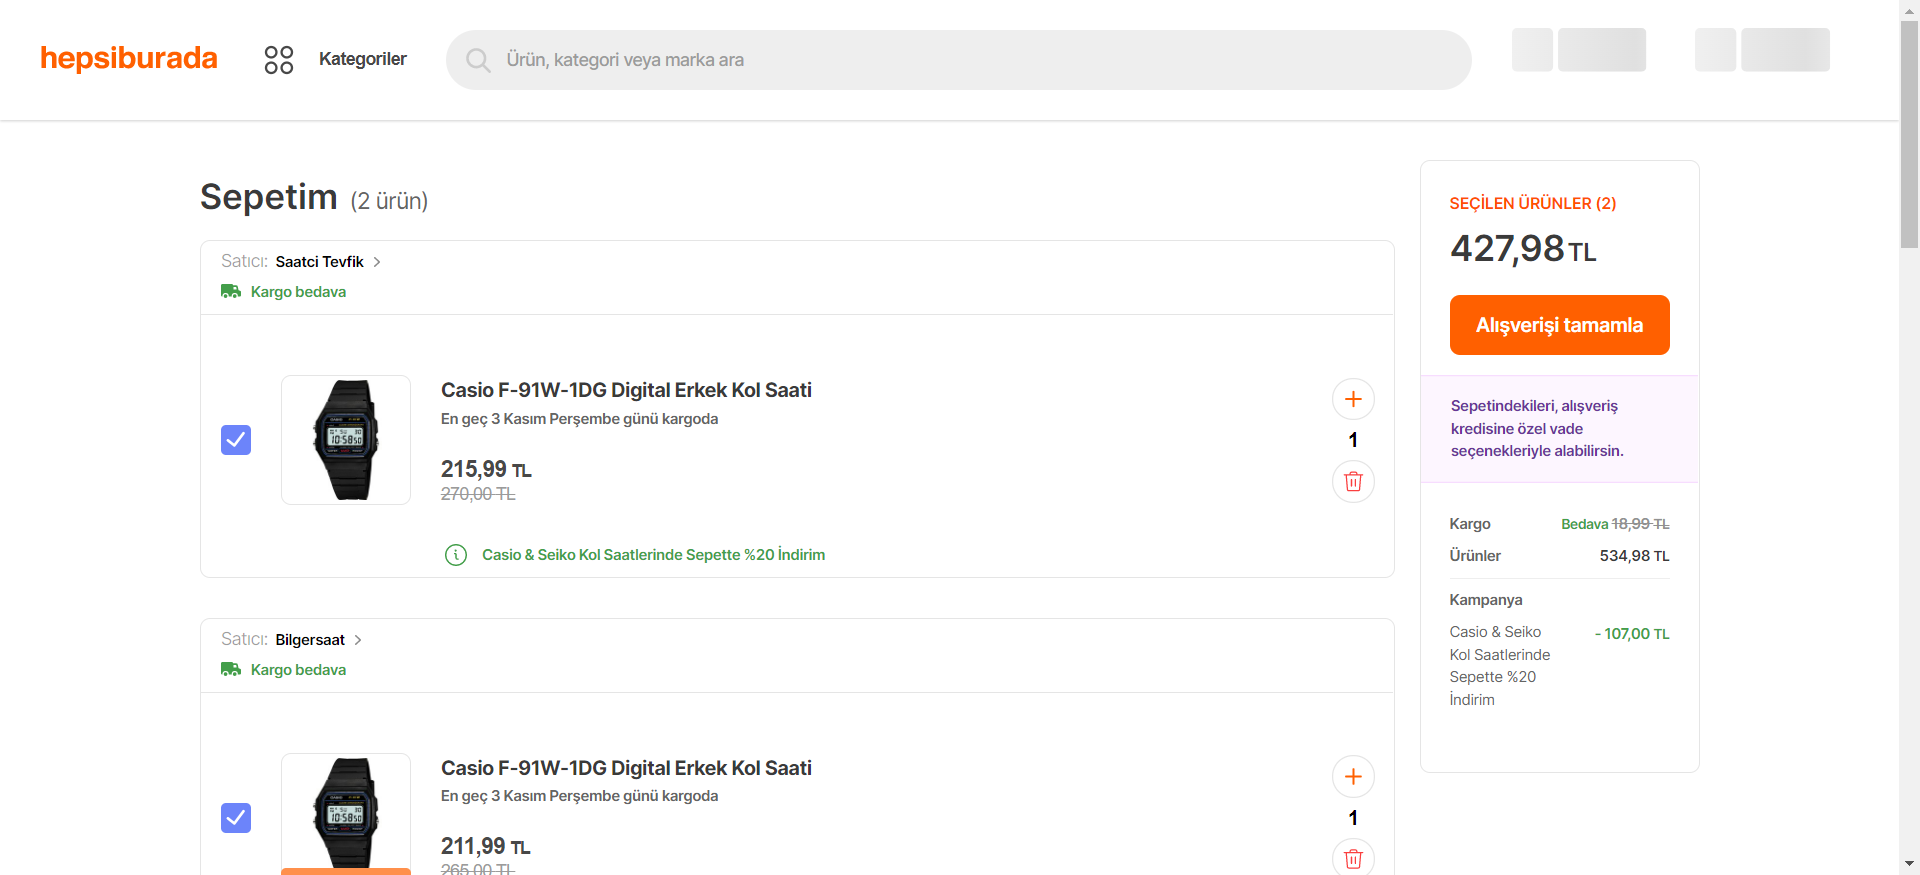 hepsiburada
Kategoriler
Ürün, kategori veya marka ara
Sepetim (2 ürün)
Satıcı: Saatci Tevfik
Kargo bedava
Casio F-91W-1DG Digital Erkek Kol Saati
En geç 3 Kasım Perşembe günü kargoda
1
215,99 TL
270,00 TL
Casio & Seiko Kol Saatlerinde Sepette %20 İndirim
Satıcı: Bilgersaat
Kargo bedava
Casio F-91W-1DG Digital Erkek Kol Saati
En geç 3 Kasım Perşembe günü kargoda
1
211,99 TL
265,00 TL
SEÇİLEN ÜRÜNLER (2)
427,98 TL
Alışverişi tamamla
Sepetindekileri, alışveriş
kredisine özel vade
seçenekleriyle alabilirsin.
Kargo Bedava 18,99 TL
Ürünler 534,98 TL
Kampanya
Casio & Seiko - 107,00 TL
Kol Saatlerinde
Sepette %20
İndirim